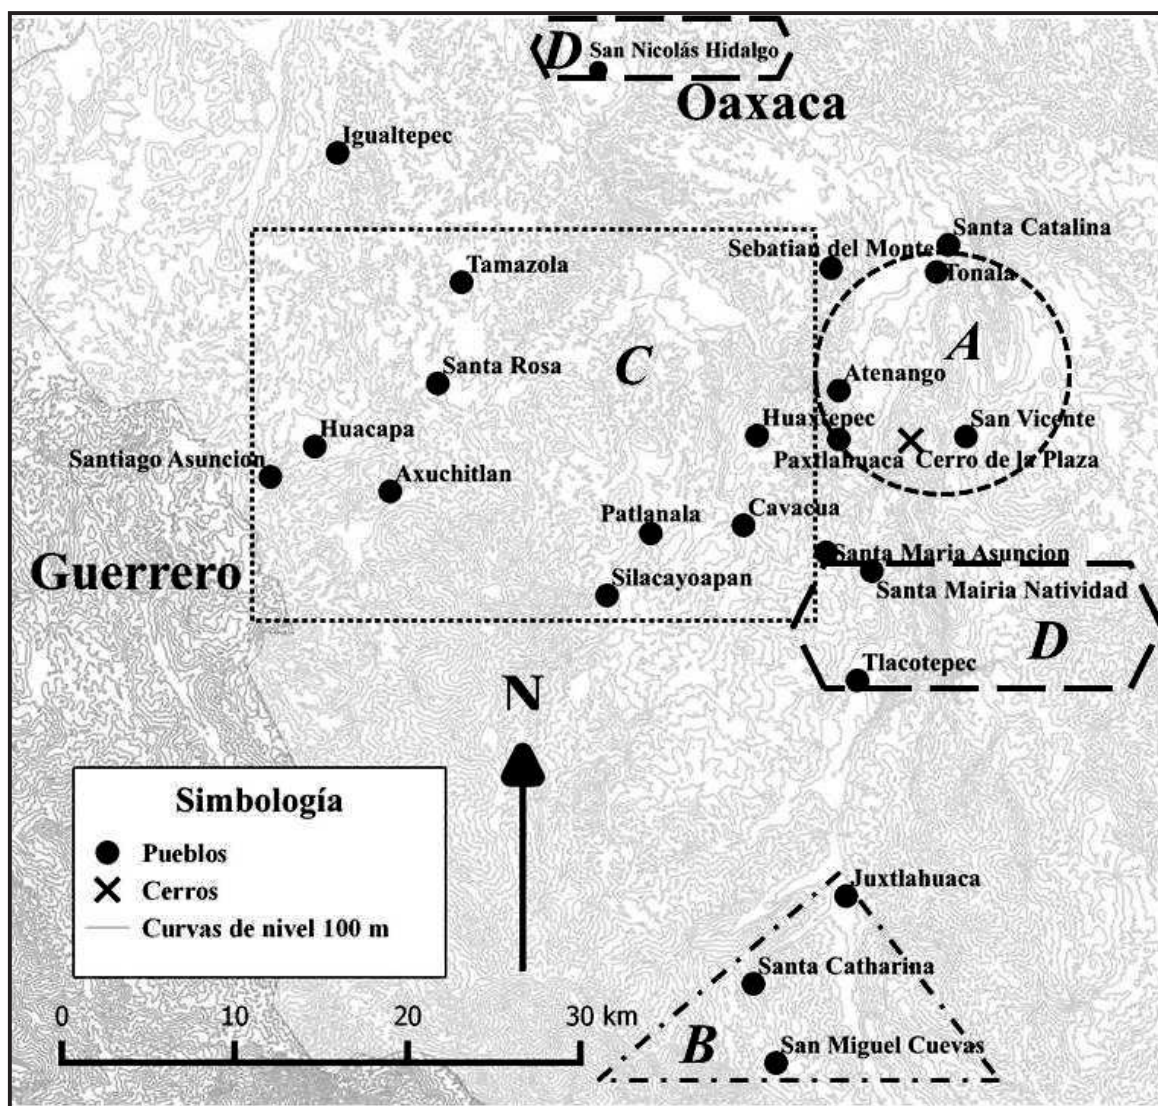 D
San Nicolás Hidalgo
Oaxaca
Igualtepec
Santa Catalina
Sebatian del Monte
Tonala
Tamazola
A
C
Santa Rosa
Atenango
Huacapa
Huaxtepec
San Vicente
Santiago Asuncion
Axuchitlan
Paxtlahuaca
Cerro de la Plaza
Patlanala
Cavacua
Santa Maria Asuncion
Guerrero
Silacayoapan
Santa Mairia Natividad
D
Tlacotepec
N
Simbología
Pueblos
Cerros
Curvas de nivel 100 m
Juxtlahuaca
Santa Catharina
0 10 20 30 km
B
San Miguel Cuevas